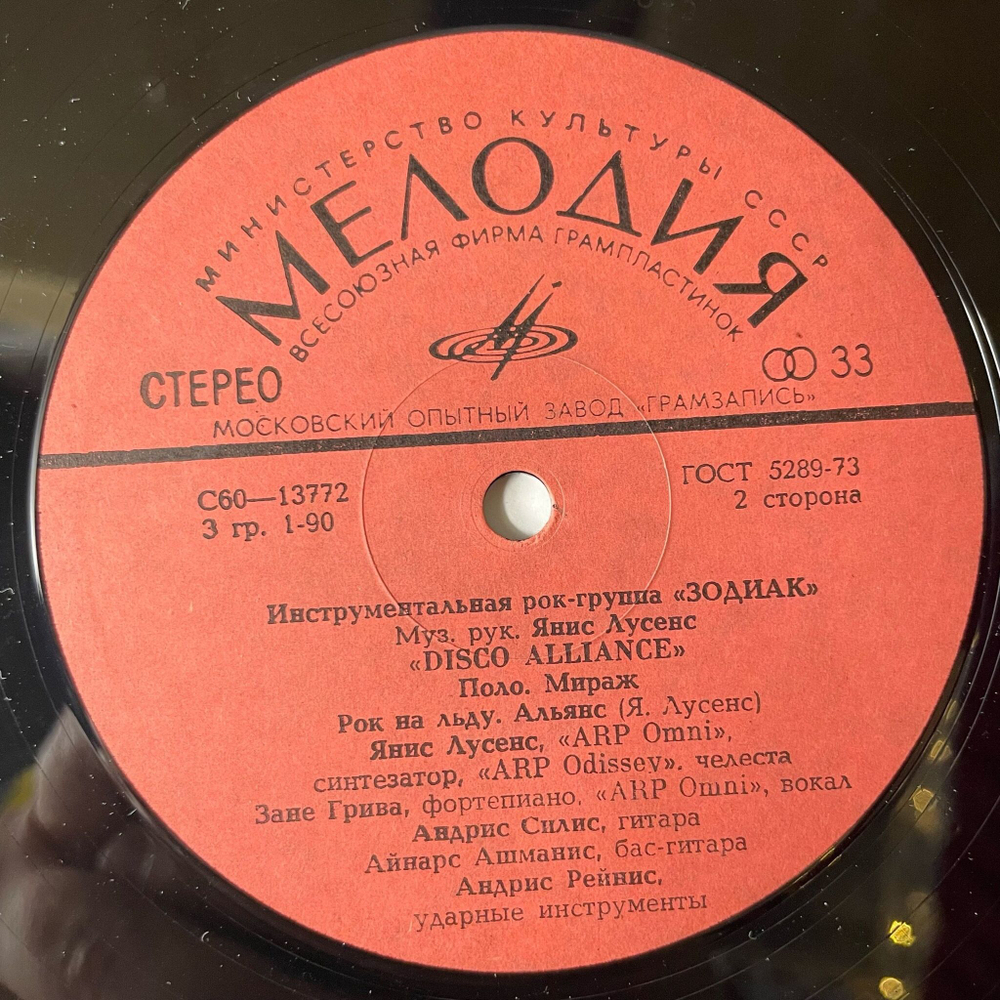 МИНИСТЕРСТВО КУЛЬТУРЫ СССР
МЕЛОДИЯ
ВСЕСОЮЗНАЯ ФИРМА ГРАМПЛАСТИНОК
СТЕРЕО
33
МОСКОВСКИЙ ОПЫТНЫЙ ЗАВОД «ГРАМЗАПИСЬ»
С60—13772
ГОСТ 5289-73
3 гр. 1-90
2 сторона
Инструментальная рок-группа «ЗОДИАК»
Муз. рук. Янис Лусенс
«DISCO ALLIANCE»
Поло. Мираж
Рок на льду. Альянс (Я. Лусенс)
Янис Лусенс, «ARP Omni»,
синтезатор, «ARP Odissey». челеста
Зане Грива, фортепиано, «ARP Omni», вокал
Андрис Силис, гитара
Айнарс Ашманис, бас-гитара
Андрис Рейнис,
ударные инструменты